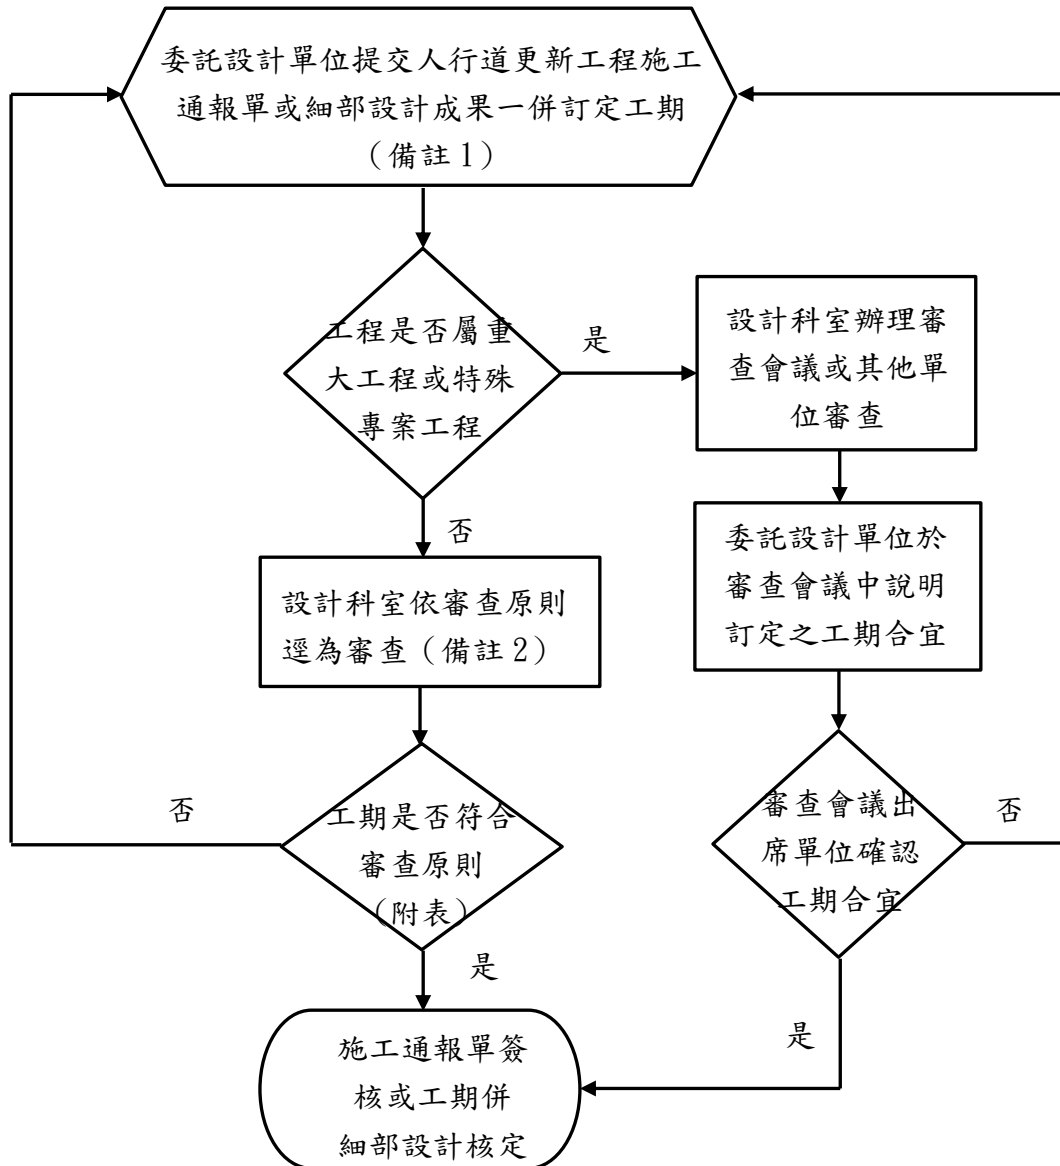 委託設計單位提交人行道更新工程施工
通報單或細部設計成果一併訂定工期
（備註1）
工程是否屬重
大工程或特殊
專案工程
是
設計科室辦理審
查會議或其他單
位審查
否
委託設計單位於
審查會議中說明
訂定之工期合宜
設計科室依審查原則
逕為審查（備註2）
否
工期是否符合
審查原則
（附表）
審查會議出
席單位確認
工期合宜
否
是
是
施工通報單簽
核或工期併
細部設計核定